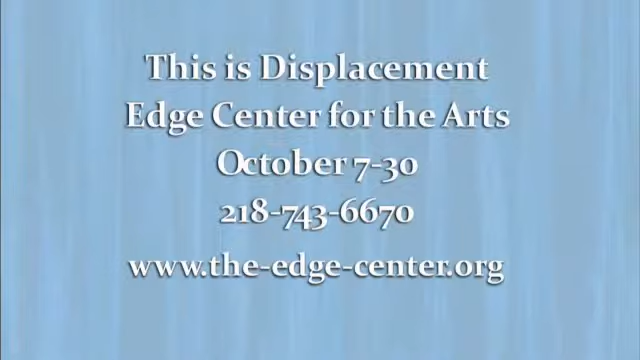 This is Displacement
Edge Center for the Arts
October 7-30
218-743-6670
www.the-edge-center.org